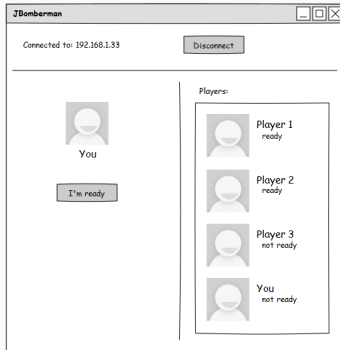 JBomberman
Connected to: 192.168.1.33
Disconnect
You
I'm ready
Players:
Player 1
ready
Player 2
ready
Player 3
not ready
You
not ready